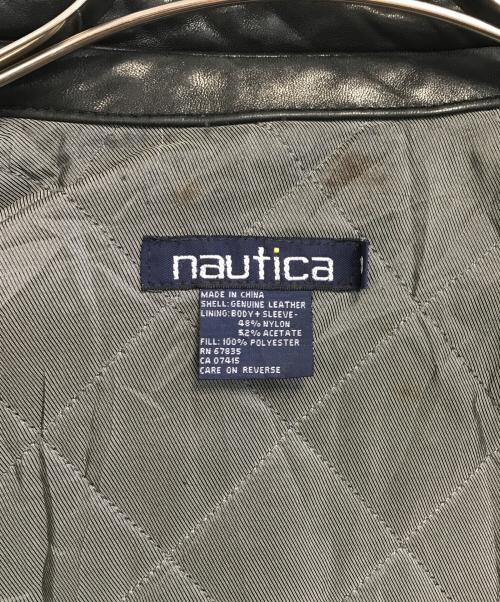 nautica
MADE IN CHINA
SHELL: GENUINE LEATHER
LINING: BODY + SLEEVE-
48% NYLON
52% ACETATE
FILL: 100% POLYESTER
RN 67835
CA 07415
CARE ON REVERSE